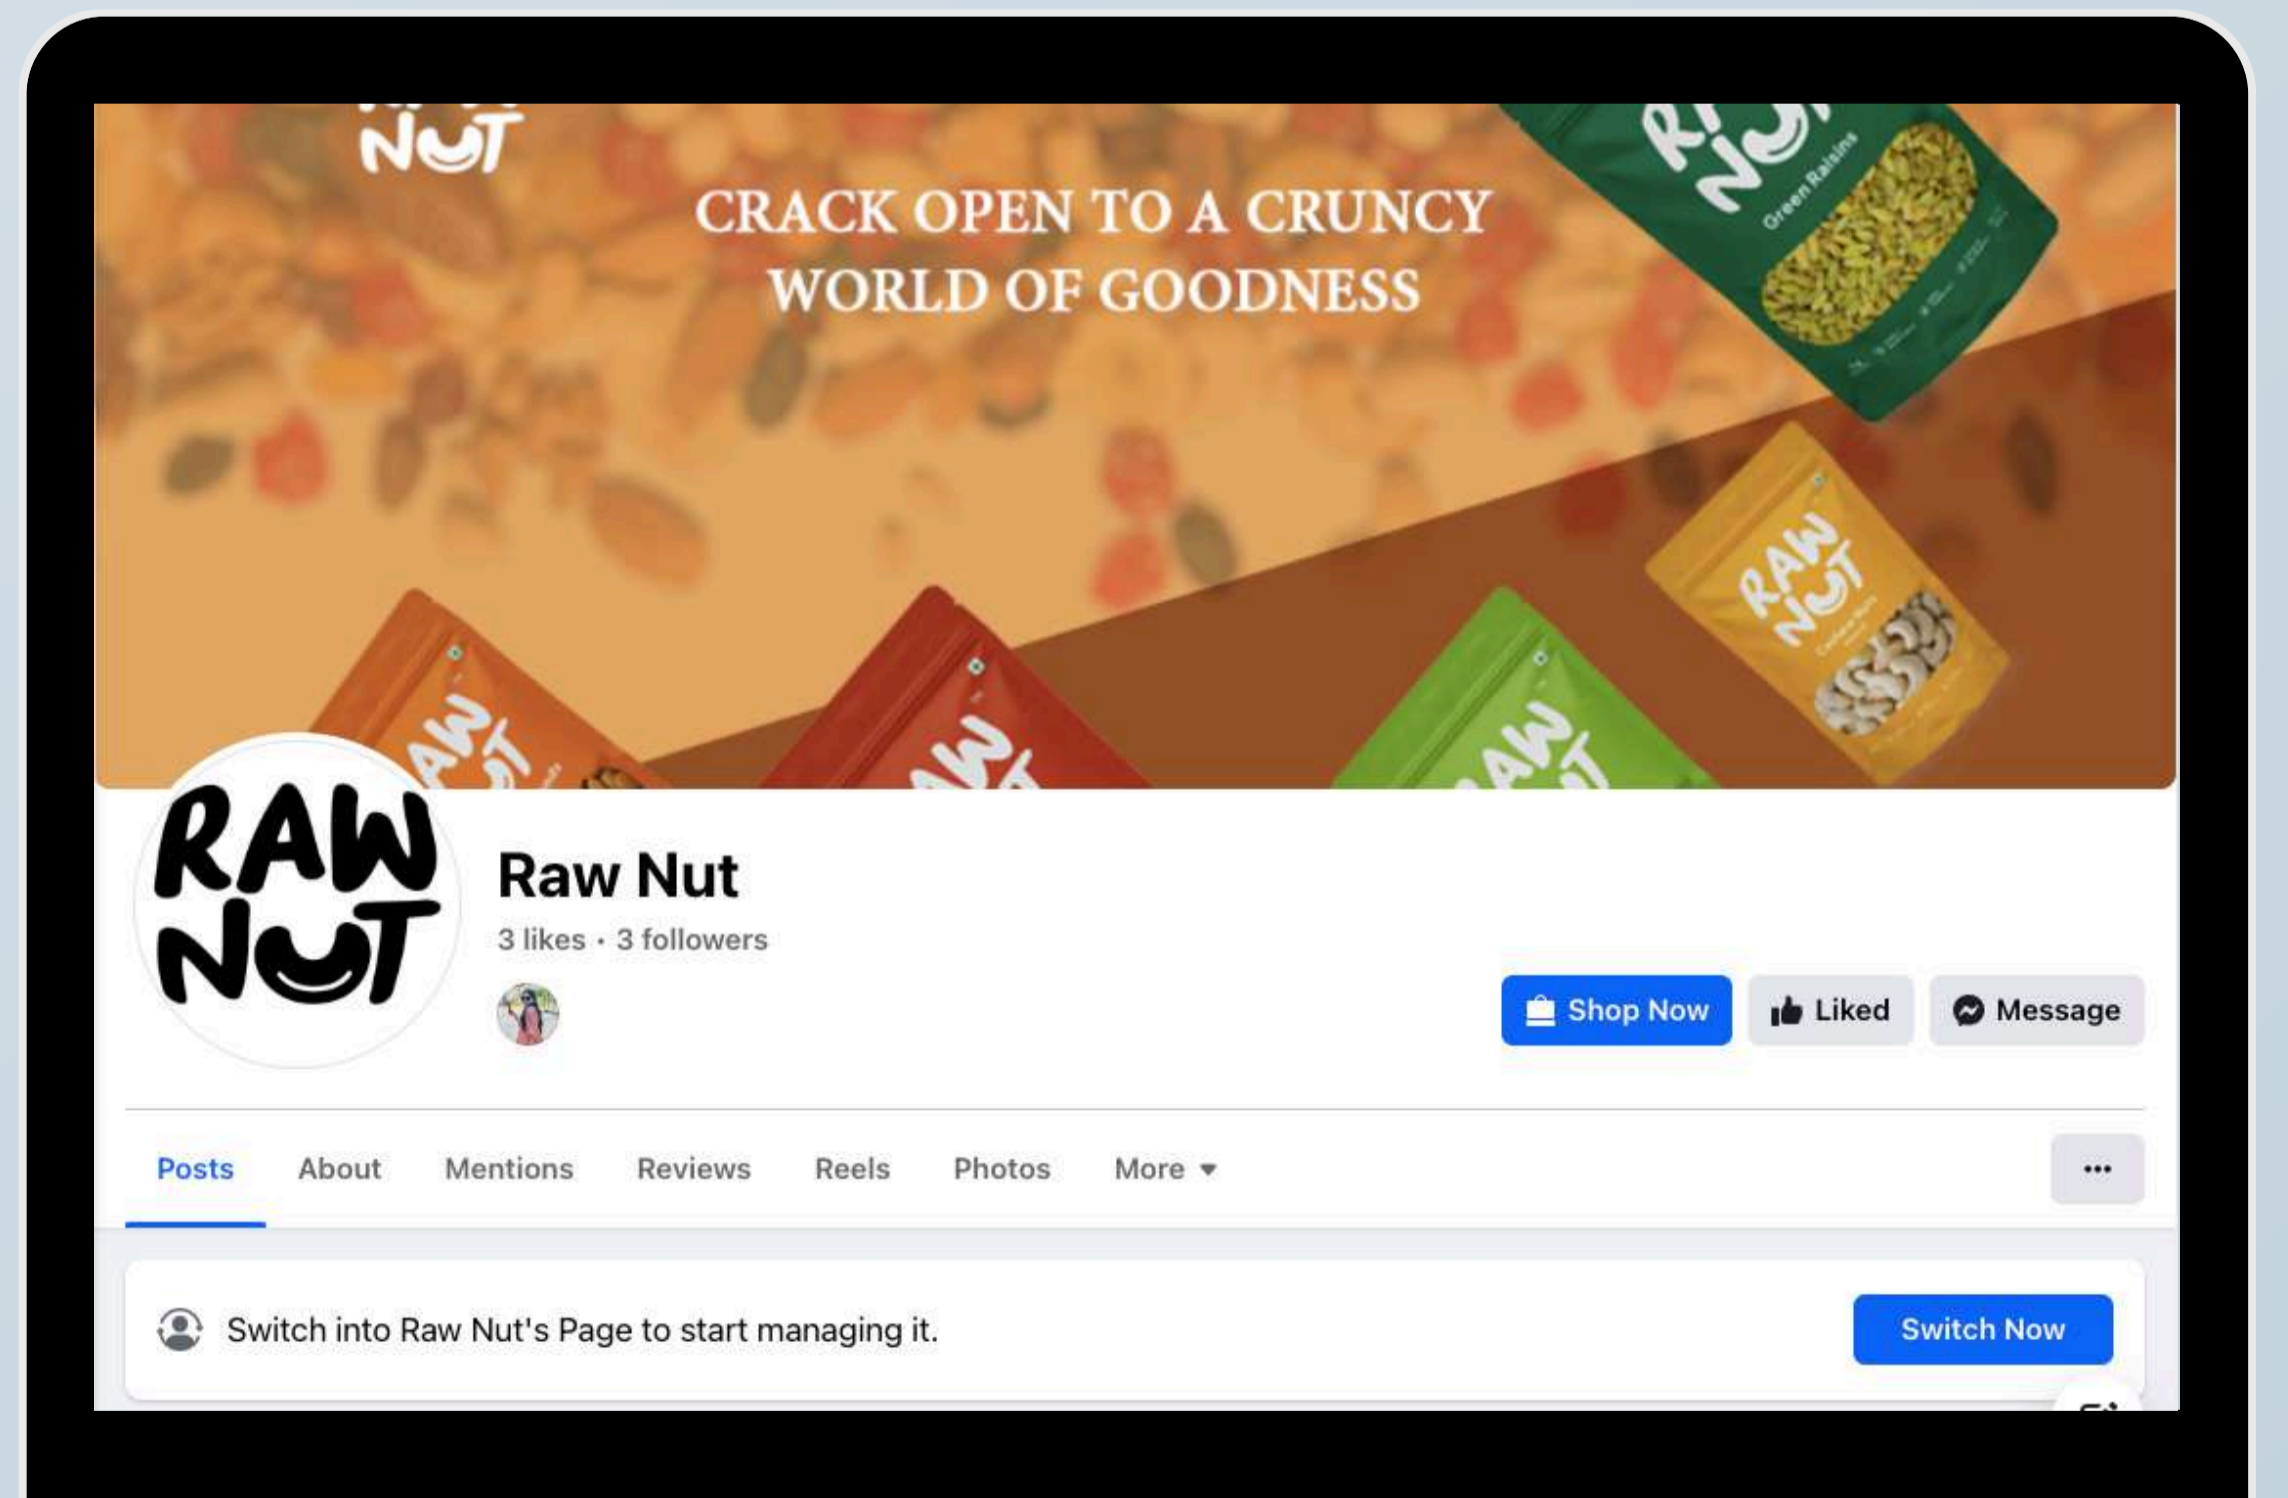 NUT
CRACK OPEN TO A CRUNCY
WORLD OF GOODNESS
NUT
Green Raisins
RAW
NUT
RAW
NUT
Raw Nut
3 likes · 3 followers
Shop Now
Liked
Message
Posts
About
Mentions
Reviews
Reels
Photos
More
Switch into Raw Nut's Page to start managing it.
Switch Now